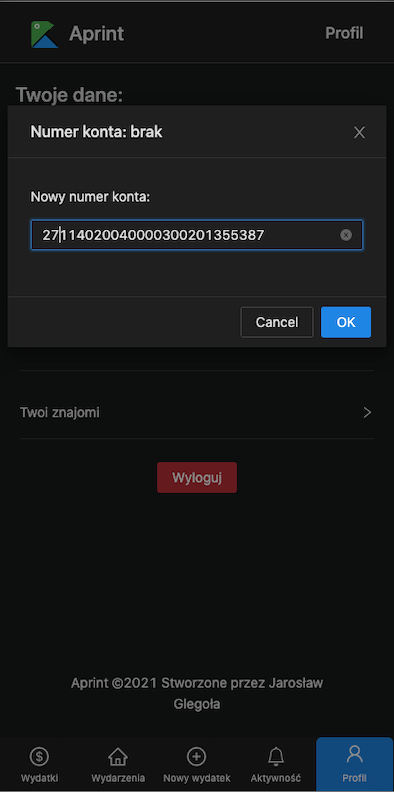 Aprint
Profil
Twoje dane:
Numer konta: brak
Nowy numer konta:
27114020040000300201355387
Cancel
OK
Twoi znajomi
Wyloguj
Aprint ©2021 Stworzone przez Jarosław
Glegoła
Wydatki
Wydarzenia
Nowy wydatek
Aktywność
Profil